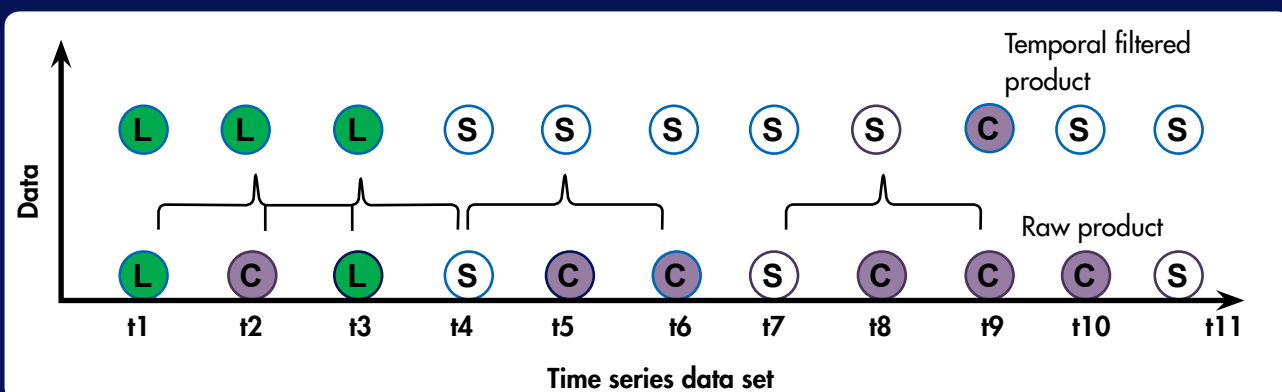 Temporal filtered
product
L L L S S S S S C S S
Data
Raw product
L C L S C C S C C C S
t1 t2 t3 t4 t5 t6 t7 t8 t9 t10 t11
Time series data set